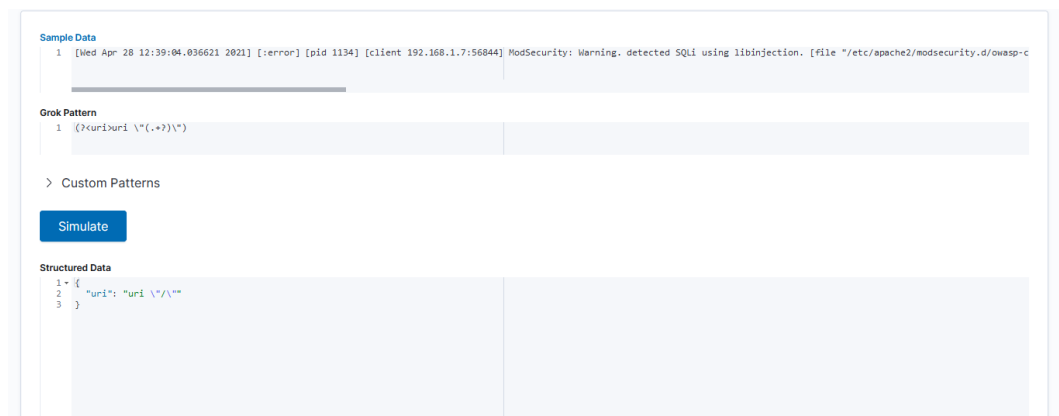 Sample Data
1 [Wed Apr 28 12:39:04.036621 2021] [:error] [pid 1134] [client 192.168.1.7:56844] ModSecurity: Warning. detected SQLi using libinjection. [file "/etc/apache2/modsecurity.d/owasp-c
Grok Pattern
1 (?<uri>uri \"(.+?)\")
> Custom Patterns
Simulate
Structured Data
1 {
2 "uri": "uri \"/\""
3 }